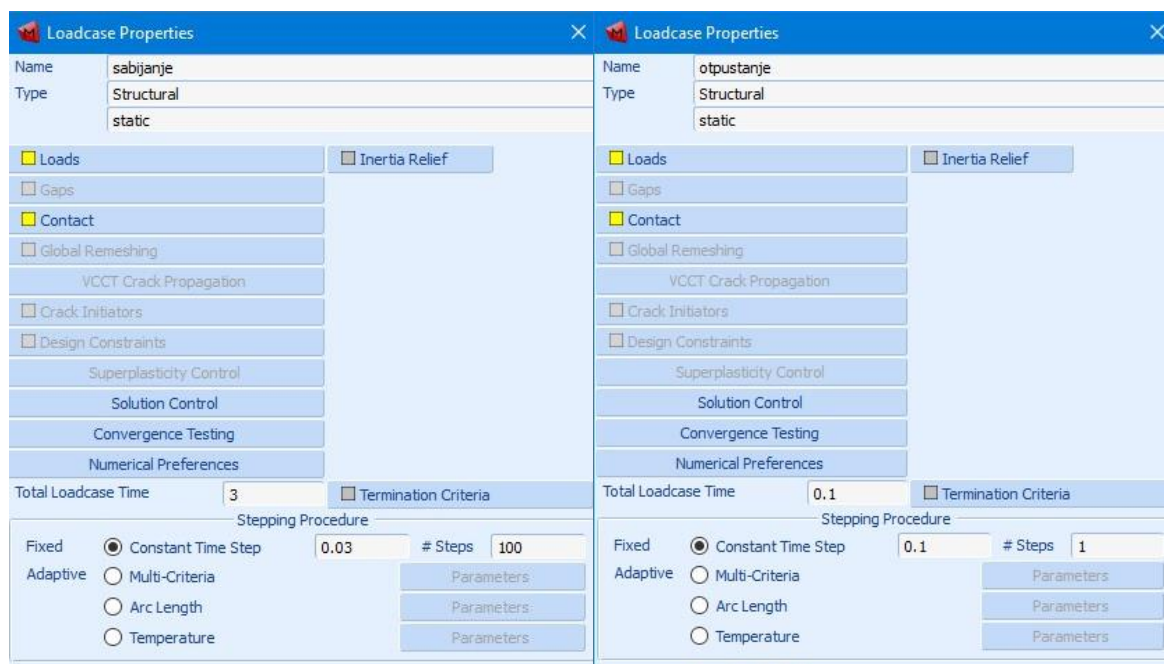 Loadcase Properties
Name sabijanje
Type Structural
static
Loads Inertia Relief
Gaps
Contact
Global Remeshing
VCCT Crack Propagation
Crack Initiators
Design Constraints
Superplasticity Control
Solution Control
Convergence Testing
Numerical Preferences
Total Loadcase Time 3 Termination Criteria
Stepping Procedure
Fixed Constant Time Step 0.03 # Steps 100
Adaptive Multi-Criteria Parameters
Arc Length Parameters
Temperature Parameters
Loadcase Properties
Name otpustanje
Type Structural
static
Loads Inertia Relief
Gaps
Contact
Global Remeshing
VCCT Crack Propagation
Crack Initiators
Design Constraints
Superplasticity Control
Solution Control
Convergence Testing
Numerical Preferences
Total Loadcase Time 0.1 Termination Criteria
Stepping Procedure
Fixed Constant Time Step 0.1 # Steps 1
Adaptive Multi-Criteria Parameters
Arc Length Parameters
Temperature Parameters